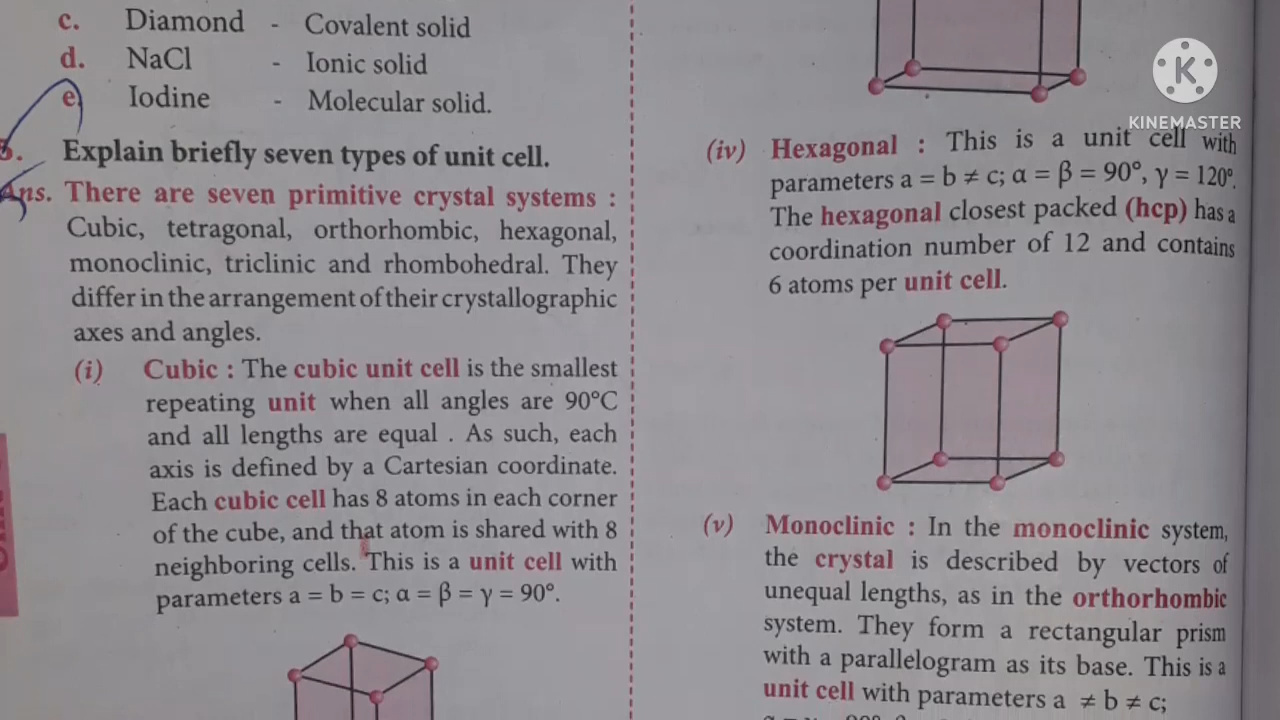 c. Diamond - Covalent solid
d. NaCl - Ionic solid
e. Iodine - Molecular solid.
Explain briefly seven types of unit cell.
Ans. There are seven primitive crystal systems :
Cubic, tetragonal, orthorhombic, hexagonal,
monoclinic, triclinic and rhombohedral. They
differ in the arrangement of their crystallographic
axes and angles.
(i) Cubic : The cubic unit cell is the smallest
repeating unit when all angles are 90°C
and all lengths are equal . As such, each
axis is defined by a Cartesian coordinate.
Each cubic cell has 8 atoms in each corner
of the cube, and that atom is shared with 8
neighboring cells. This is a unit cell with
parameters a = b = c; α = β = γ = 90°.
(iv) Hexagonal : This is a unit cell with
parameters a = b ≠ c; α = β = 90°, γ = 120°.
The hexagonal closest packed (hcp) has a
coordination number of 12 and contains
6 atoms per unit cell.
(v) Monoclinic : In the monoclinic system,
the crystal is described by vectors of
unequal lengths, as in the orthorhombic
system. They form a rectangular prism
with a parallelogram as its base. This is a
unit cell with parameters a ≠ b ≠ c;
K
KINEMASTER